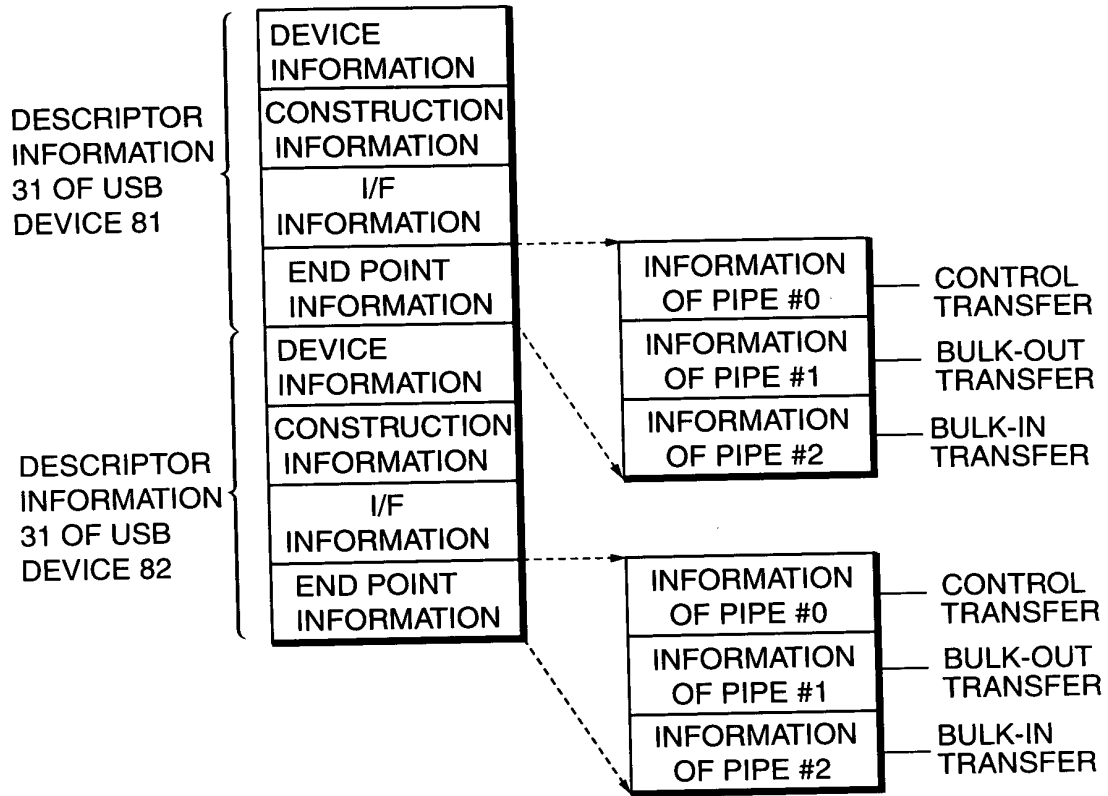 DESCRIPTOR
INFORMATION
31 OF USB
DEVICE 81
DEVICE
INFORMATION
CONSTRUCTION
INFORMATION
I/F
INFORMATION
END POINT
INFORMATION
INFORMATION
OF PIPE #0
CONTROL
TRANSFER
INFORMATION
OF PIPE #1
BULK-OUT
TRANSFER
INFORMATION
OF PIPE #2
BULK-IN
TRANSFER
DESCRIPTOR
INFORMATION
31 OF USB
DEVICE 82
DEVICE
INFORMATION
CONSTRUCTION
INFORMATION
I/F
INFORMATION
END POINT
INFORMATION
INFORMATION
OF PIPE #0
CONTROL
TRANSFER
INFORMATION
OF PIPE #1
BULK-OUT
TRANSFER
INFORMATION
OF PIPE #2
BULK-IN
TRANSFER